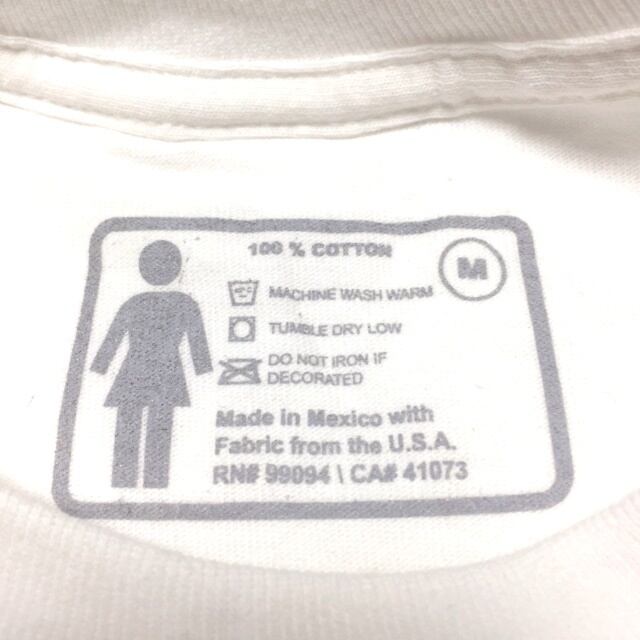 100 % COTTON
M
MACHINE WASH WARM
TUMBLE DRY LOW
DO NOT IRON IF
DECORATED
Made in Mexico with
Fabric from the U.S.A.
RN# 99094 \ CA# 41073